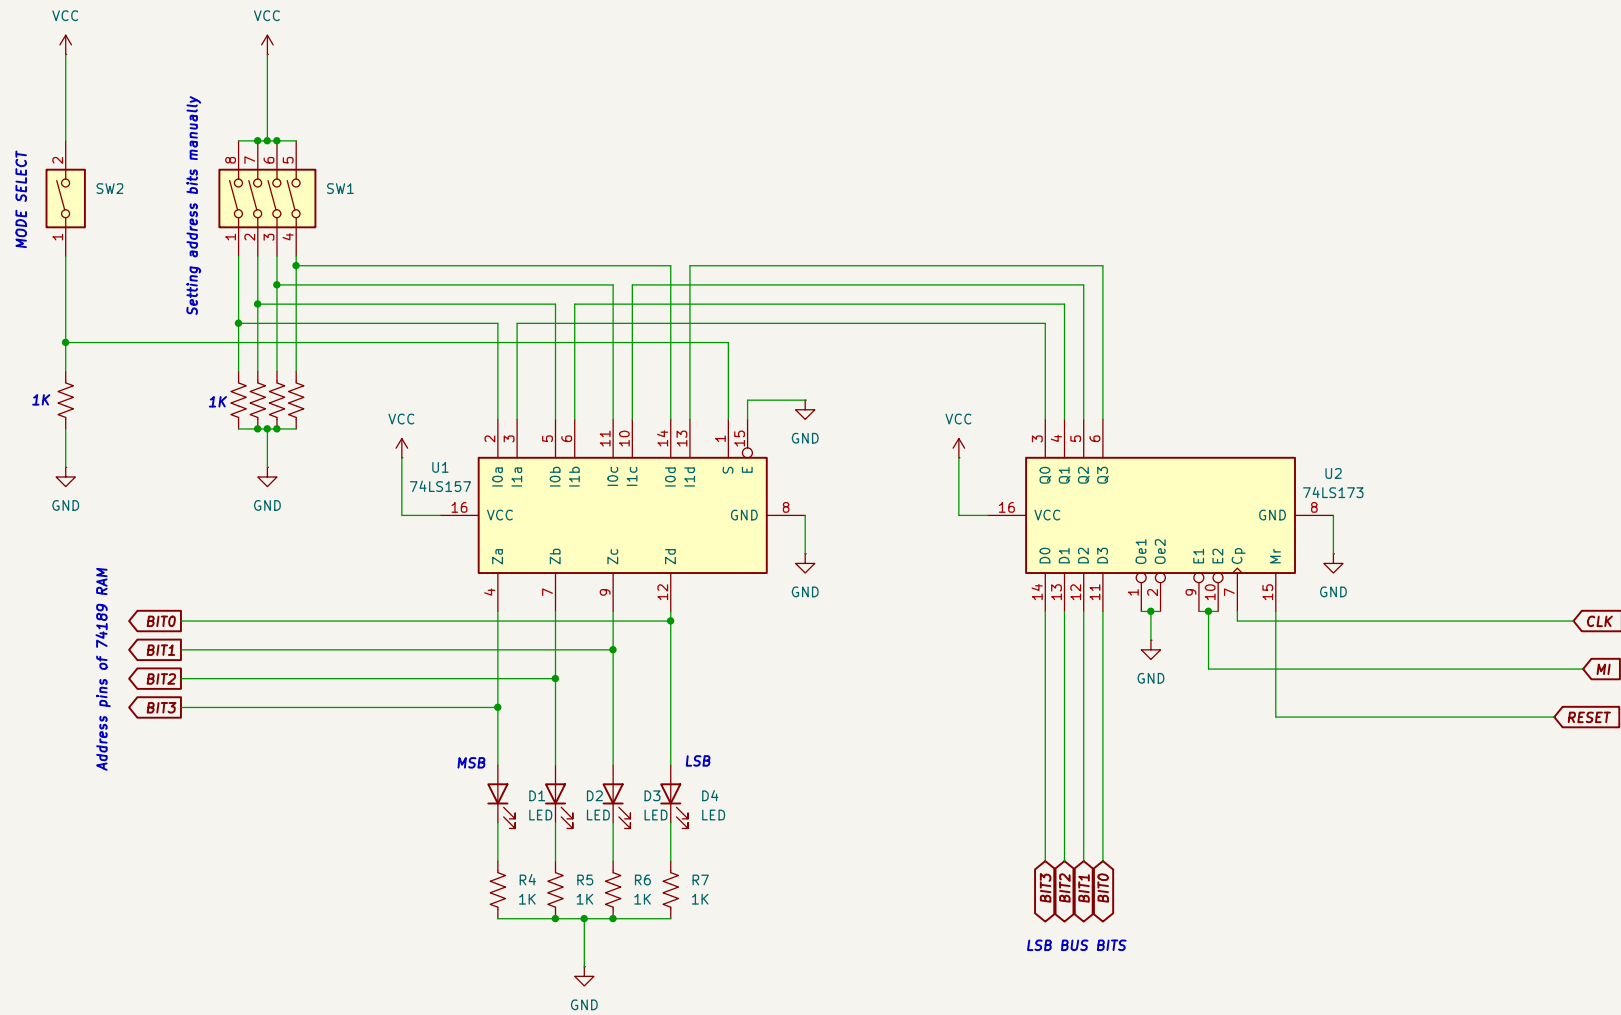 VCC
VCC
MODE SELECT
2
SW2
1
Setting address bits manually
8 7 6 5
SW1
1 2 3 4
1K
1K
GND
GND
VCC
U1
74LS157
2 3 5 6 11 10 14 13 1 15
I0a I1a I0b I1b I0c I1c I0d I1d S E
GND
16 VCC
GND 8
Za Zb Zc Zd
4 7 9 12
GND
VCC
U2
74LS173
3 4 5 6
Q0 Q1 Q2 Q3
16 VCC
GND 8
D0 D1 D2 D3 Oe1 Oe2 E1 E2 Cp Mr
14 13 12 11 1 2 9 10 7 15
GND
GND
CLK
MI
RESET
Address pins of 74189 RAM
BIT0
BIT1
BIT2
BIT3
MSB
LSB
D1
LED
D2
LED
D3
LED
D4
LED
R4
1K
R5
1K
R6
1K
R7
1K
GND
BIT3 BIT2 BIT1 BIT0
LSB BUS BITS